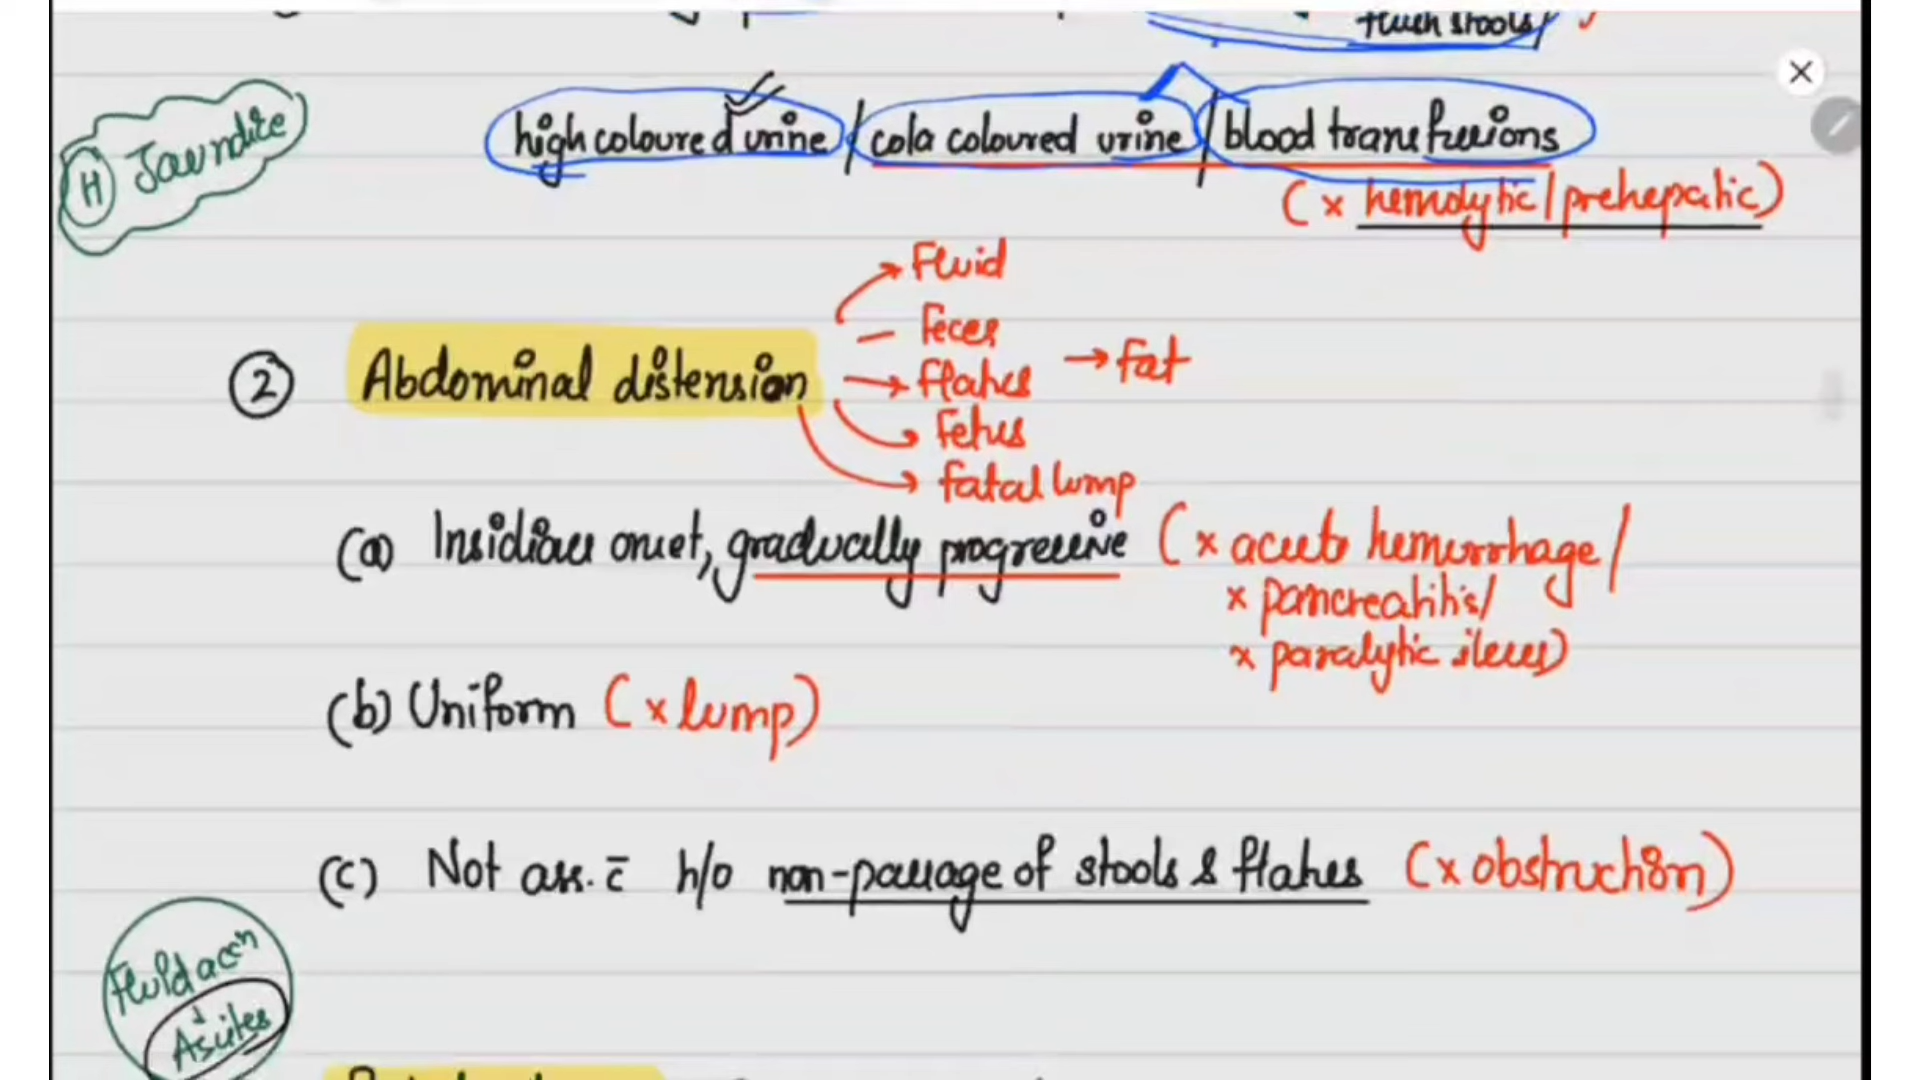 flush stools/
high coloured urine / cola coloured urine / blood transfusions
(H) Jaundice
(× hemolytic / prehepatic)
Fluid
Feces
② Abdominal distension
→ Flatus → Fat
Fetus
fatal lump
(a) Insidious onset, gradually progressive (× acute hemorrhage /
× pancreatitis /
× paralytic ileus)
(b) Uniform (× lump)
(c) Not ass. c̄ h/o non-passage of stools & flatus (× obstruction)
Fluid accⁿ
↓
Ascites